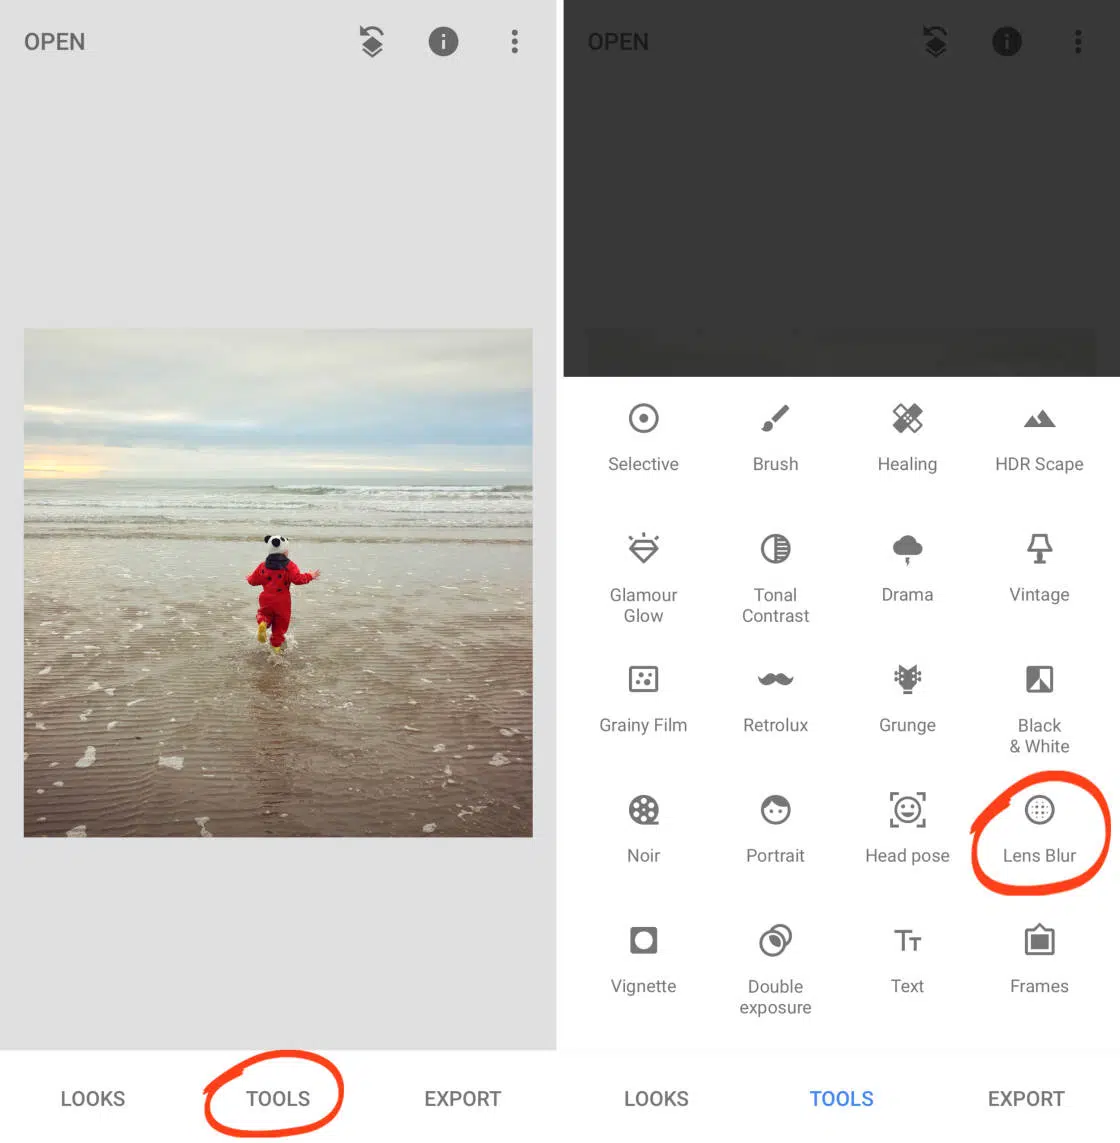 OPEN
LOOKS
TOOLS
EXPORT
OPEN
Selective
Brush
Healing
HDR Scape
Glamour
Glow
Tonal
Contrast
Drama
Vintage
Grainy Film
Retrolux
Grunge
Black
& White
Noir
Portrait
Head pose
Lens Blur
Vignette
Double
exposure
Text
Frames
LOOKS
TOOLS
EXPORT